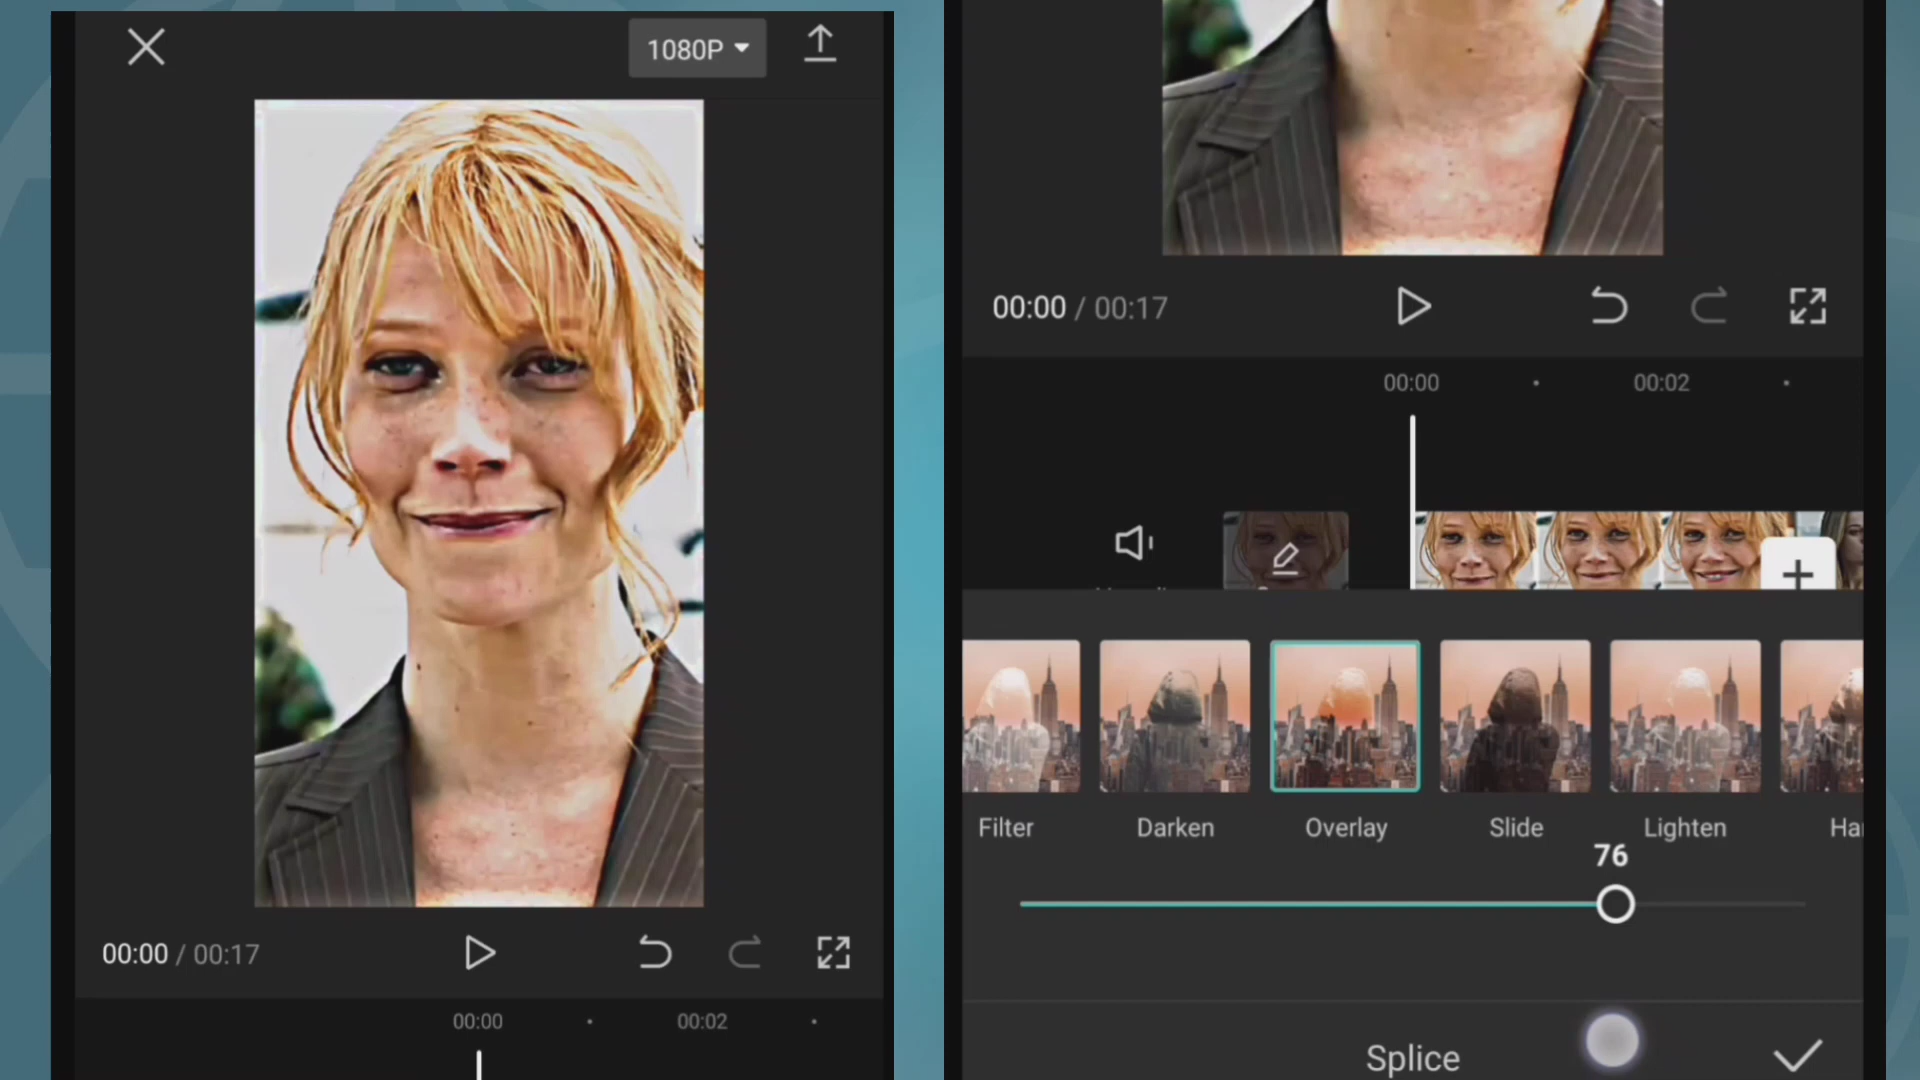 1080P
00:00 / 00:17
00:00
00:02
00:00 / 00:17
00:00
00:02
Filter
Darken
Overlay
Slide
Lighten
Ha
76
Splice